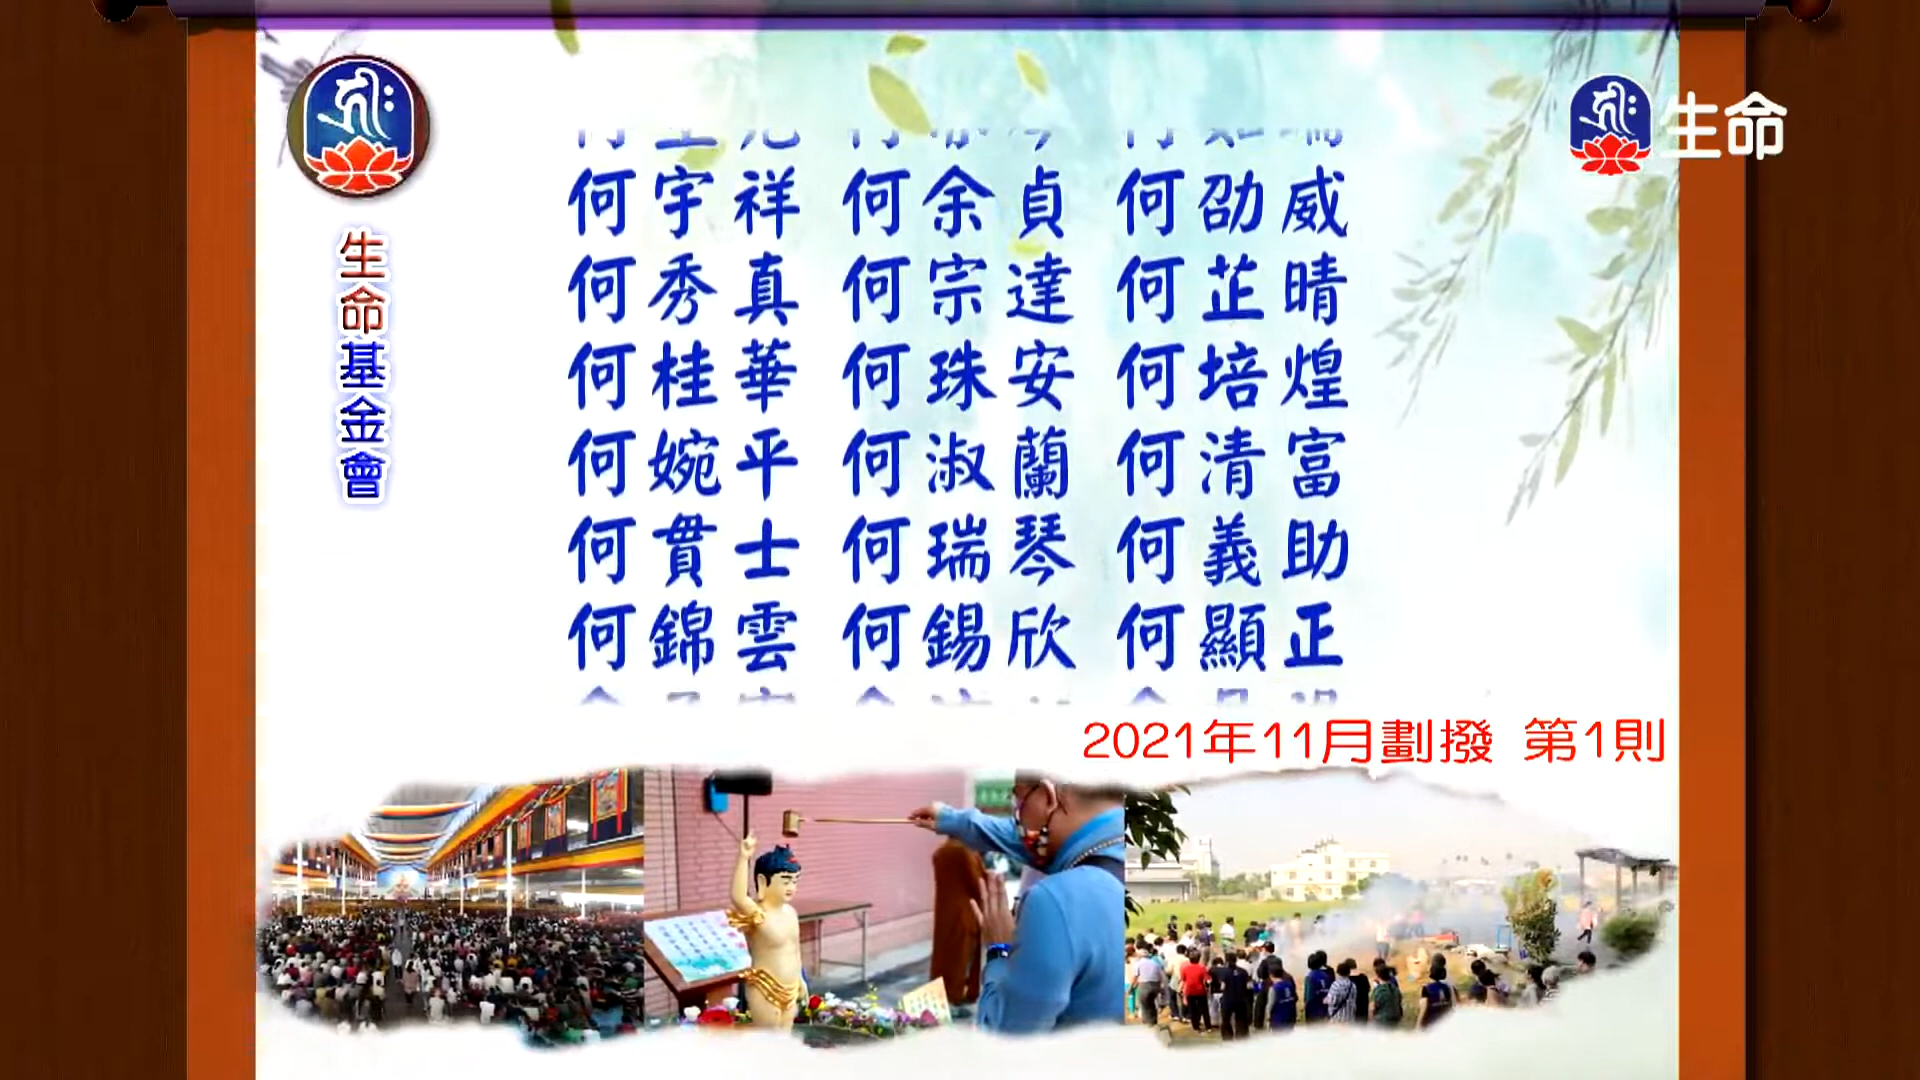 生命
生命基金會
何宇祥 何余貞 何劭威
何秀真 何宗達 何芷晴
何桂華 何珠安 何培煌
何婉平 何淑蘭 何清富
何貫士 何瑞琴 何義助
何錦雲 何錫欣 何顯正
2021年11月劃撥 第1則